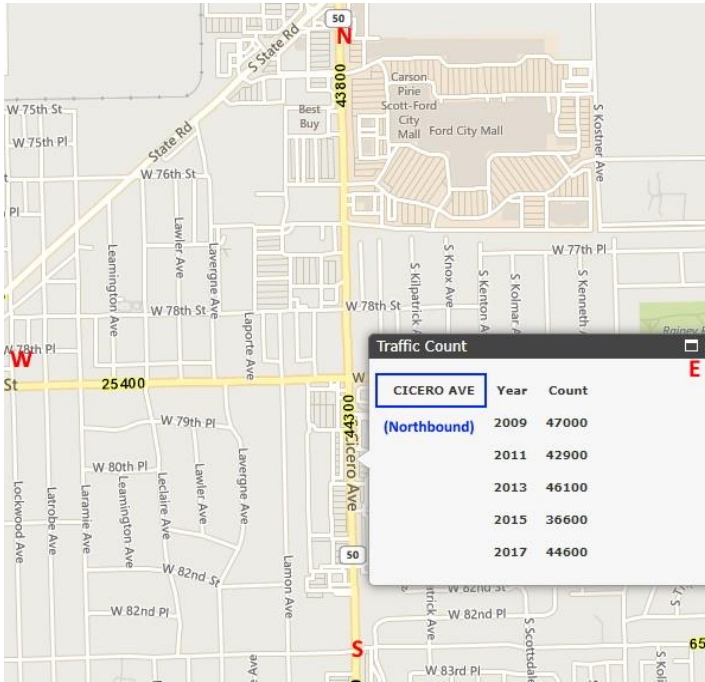 50
N
S State Rd
43800
Carson
Pirie
Scott-Ford
City
Mall
Ford City Mall
Best
Buy
S Kostner Ave
W 75th St
W 75th Pl
State Rd
W 76th St
Pl
Leamington Ave
Lawler Ave
Lavergne Ave
Laporte Ave
W 77th Pl
S Kilpatrick A
S Knox Ave
S Kenton A
S Kolmar
S Kenneth A
W 78th St
W 78th St
W 78th Pl
W
St
25400
W
44300
S Cicero Ave
Traffic Count
E
CICERO AVE Year Count
(Northbound) 2009 47000
2011 42900
2013 46100
2015 36600
2017 44600
W 79th Pl
W 80th Pl
Lockwood Ave
Latrobe Ave
Laramie Ave
Leamington Ave
Leclaire Ave
Lawler Ave
Lavergne Ave
W 82nd St
Lamon Ave
50
W 82nd Pl
W 82nd St
W 82nd Pl
S
S Scottsdale
65
W 83rd Pl